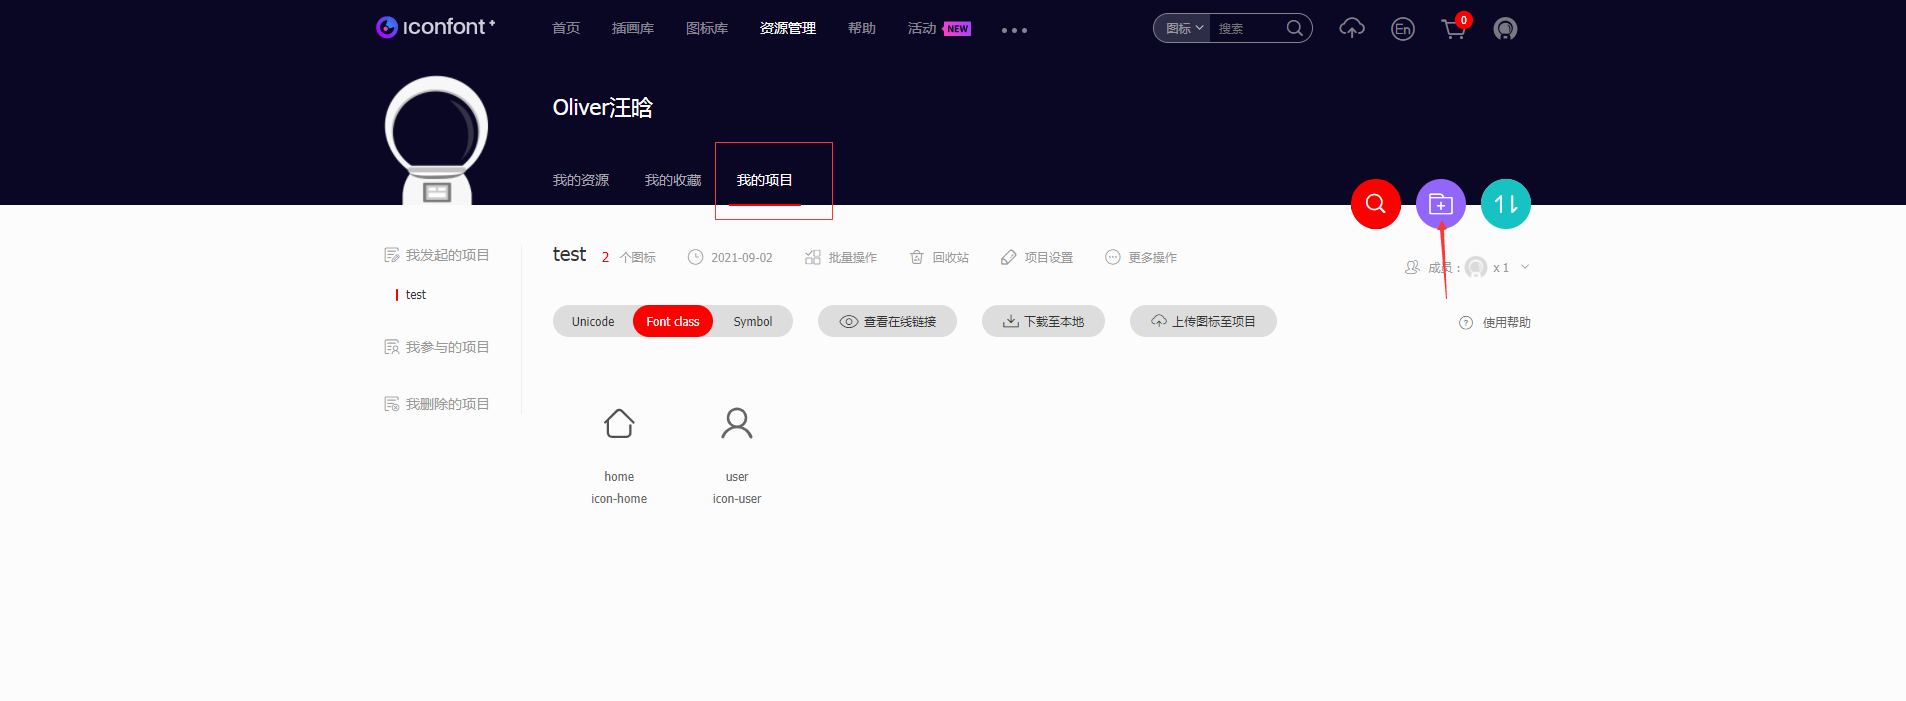 iconfont+ 首页 插画库 图标库 资源管理 帮助 活动 NEW 图标 搜索 En 0
Oliver汪晗
我的资源 我的收藏 我的项目
我发起的项目
test
我参与的项目
我删除的项目
test 2 个图标 2021-09-02 批量操作 回收站 项目设置 更多操作 成员 : x 1
Unicode Font class Symbol 查看在线链接 下载至本地 上传图标至项目 使用帮助
home user
icon-home icon-user